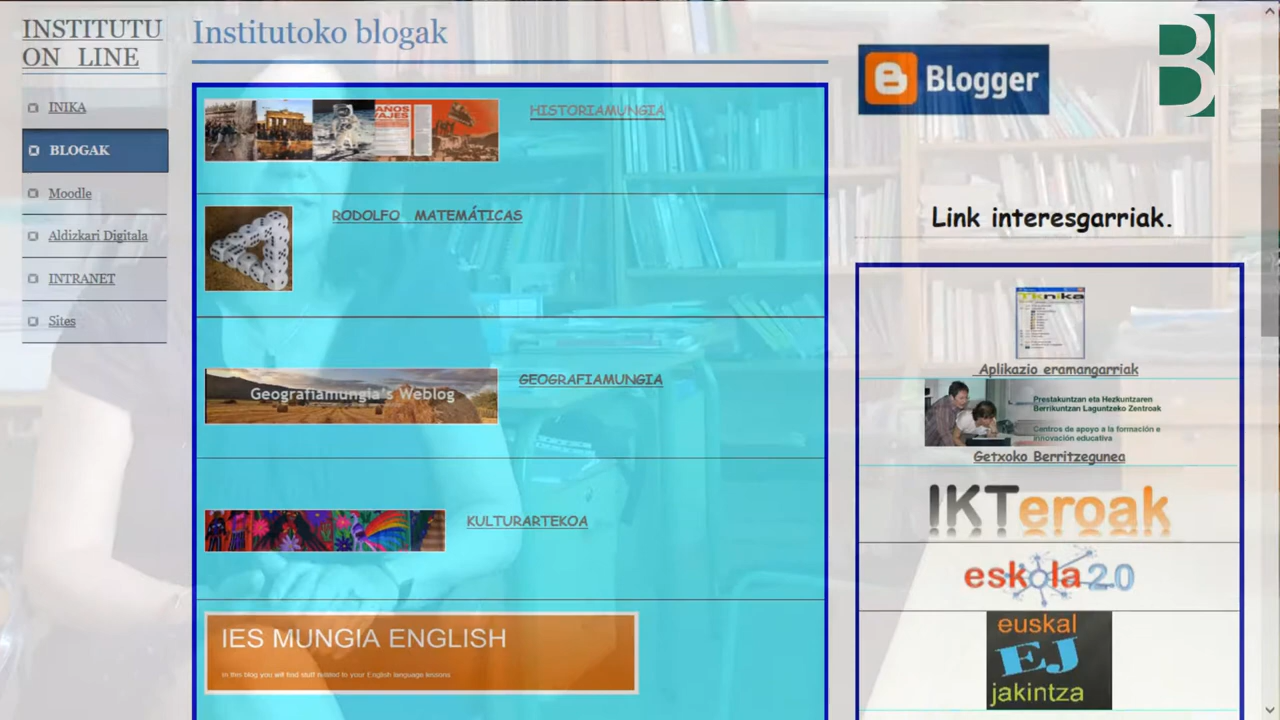 INSTITUTU
ON LINE
INIKA
BLOGAK
Moodle
Aldizkari Digitala
INTRANET
Sites
Institutoko blogak
HISTORIAMUNGIA
RODOLFO MATEMÁTICAS
Geografiamungia's Weblog
GEOGRAFIAMUNGIA
KULTURARTEKOA
IES MUNGIA ENGLISH
In this blog you will find stuff related to your English language lessons
Blogger
B
Link interesgarriak.
Tknika
Aplikazio eramangarriak
Prestakuntzan eta Hezkuntzaren
Berrikuntzan Laguntzeko Zentroak
Centros de apoyo a la formación e
innovación educativa
Getxoko Berritzegunea
IKTeroak
eskola 2.0
euskal
EJ
jakintza